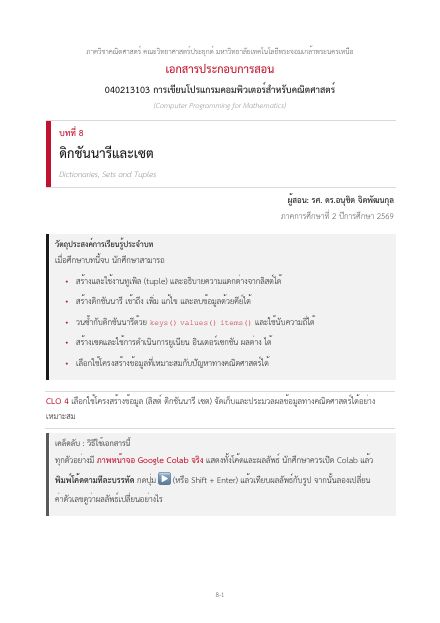 ภาควิชาคณิตศาสตร์ คณะวิทยาศาสตร์ประยุกต์ มหาวิทยาลัยเทคโนโลยีพระจอมเกล้าพระนครเหนือ
เอกสารประกอบการสอน
040213103 การเขียนโปรแกรมคอมพิวเตอร์สำหรับคณิตศาสตร์
(Computer Programming for Mathematics)
บทที่ 8
ดิกชันนารีและเซต
Dictionaries, Sets and Tuples
ผู้สอน: รศ. ดร.อนุชิต จิตพัฒนกุล
ภาคการศึกษาที่ 2 ปีการศึกษา 2569
วัตถุประสงค์การเรียนรู้ประจำบท
เมื่อศึกษาบทนี้จบ นักศึกษาสามารถ
• สร้างและใช้งานทูเพิล (tuple) และอธิบายความแตกต่างจากลิสต์ได้
• สร้างดิกชันนารี เข้าถึง เพิ่ม แก้ไข และลบข้อมูลด้วยคีย์ได้
• วนซ้ำกับดิกชันนารีด้วย keys() values() items() และใช้นับความถี่ได้
• สร้างเซตและใช้การดำเนินการยูเนียน อินเตอร์เซกชัน ผลต่าง ได้
• เลือกใช้โครงสร้างข้อมูลที่เหมาะสมกับปัญหาทางคณิตศาสตร์ได้
CLO 4 เลือกใช้โครงสร้างข้อมูล (ลิสต์ ดิกชันนารี เซต) จัดเก็บและประมวลผลข้อมูลทางคณิตศาสตร์ได้อย่าง
เหมาะสม
เคล็ดลับ : วิธีใช้เอกสารนี้
ทุกตัวอย่างมี ภาพหน้าจอ Google Colab จริง แสดงทั้งโค้ดและผลลัพธ์ นักศึกษาควรเปิด Colab แล้ว
พิมพ์โค้ดตามทีละบรรทัด กดปุ่ม ▶ (หรือ Shift + Enter) แล้วเทียบผลลัพธ์กับรูป จากนั้นลองเปลี่ยน
ค่าตัวเลขดูว่าผลลัพธ์เปลี่ยนอย่างไร
8-1